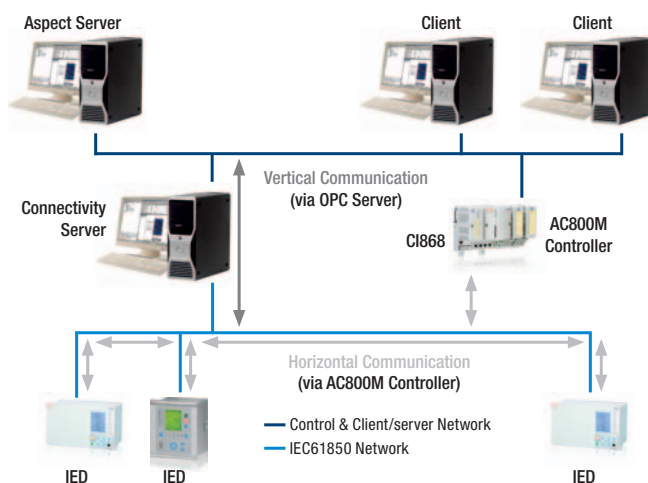 Aspect Server
Client
Client
Vertical Communication
(via OPC Server)
Connectivity
Server
CI868
AC800M
Controller
Horizontal Communication
(via AC800M Controller)
Control & Client/server Network
IEC61850 Network
IED
IED
IED